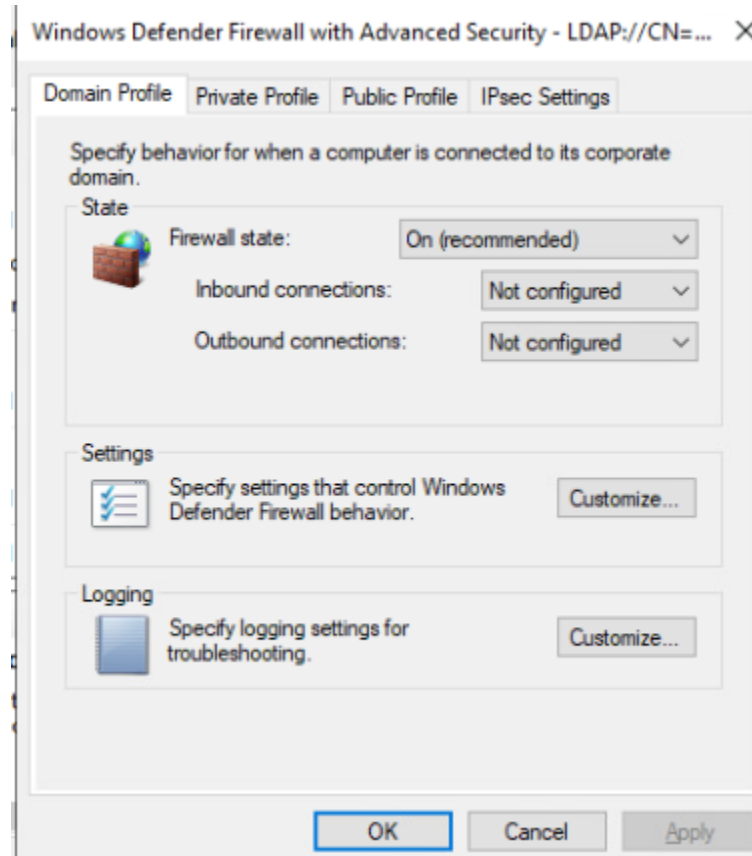 Windows Defender Firewall with Advanced Security - LDAP://CN=...
Domain Profile Private Profile Public Profile IPsec Settings
Specify behavior for when a computer is connected to its corporate
domain.
State
Firewall state: On (recommended)
Inbound connections: Not configured
Outbound connections: Not configured
Settings
Specify settings that control Windows
Defender Firewall behavior.
Customize...
Logging
Specify logging settings for
troubleshooting.
Customize...
OK Cancel Apply